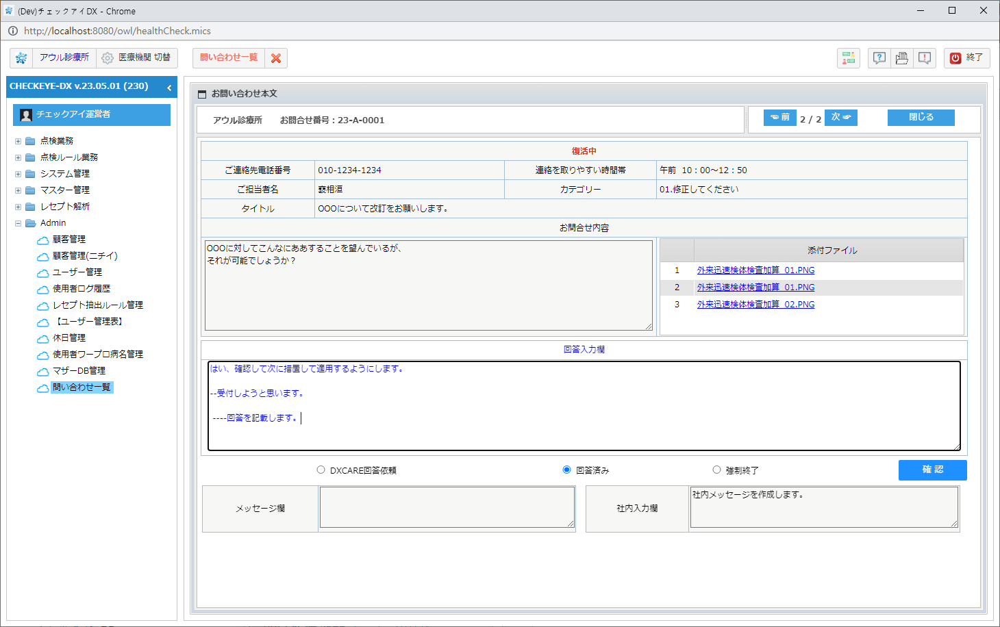 (Dev)チェックアイDX - Chrome
http://localhost:8080/owl/healthCheck.mics
アウル診療所 医療機関 切替 問い合わせ一覧 終了
CHECKEYE-DX v.23.05.01 (230)
チェックアイ運営者
点検業務
点検ルール業務
システム管理
マスター管理
レセプト解析
Admin
顧客管理
顧客管理(ニチイ)
ユーザー管理
使用者ログ履歴
レセプト抽出ルール管理
【ユーザー管理表】
休日管理
使用者ワープロ病名管理
マザーDB管理
問い合わせ一覧
お問い合わせ本文
アウル診療所 お問合せ番号 : 23-A-0001 前 2 / 2 次 閉じる
復活中
ご連絡先電話番号 010-1234-1234 連絡を取りやすい時間帯 午前 10：00～12：50
ご担当者名 裵相洹 カテゴリー 01.修正してください
タイトル OOOについて改訂をお願いします。
お問合せ内容
OOOに対してこんなにああすることを望んでいるが、
それが可能でしょうか？
添付ファイル
1 外来迅速検体検査加算_01.PNG
2 外来迅速検体検査加算_01.PNG
3 外来迅速検体検査加算_02.PNG
回答入力欄
はい、確認して次に措置して適用するようにします。
--受付しようと思います。
----回答を記載します。
DXCARE回答依頼 回答済み 強制終了 確 認
メッセージ欄 社内入力欄 社内メッセージを作成します。